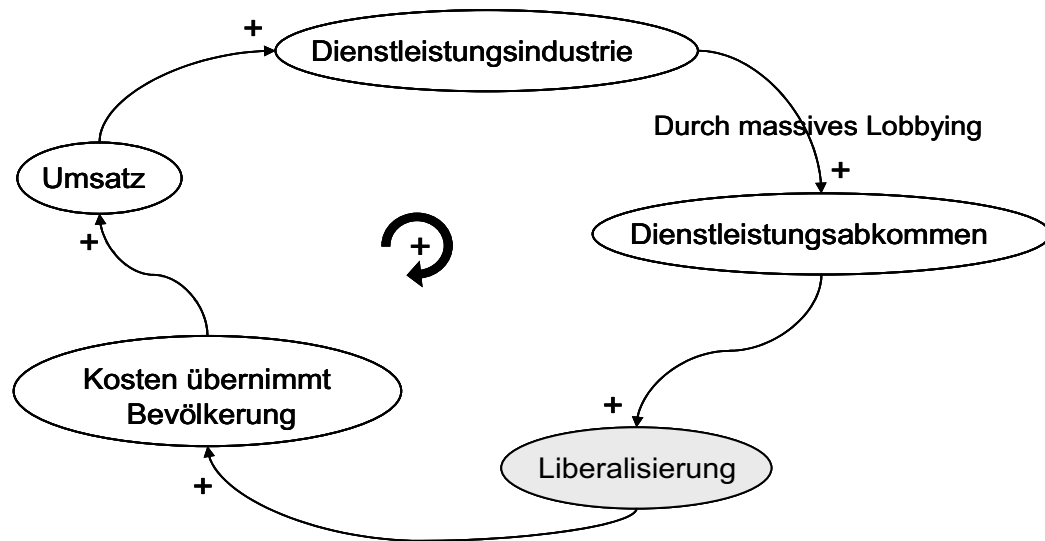 +
Dienstleistungsindustrie
Durch massives Lobbying
+
Umsatz
+
Dienstleistungsabkommen
+
Kosten übernimmt
Bevölkerung
+
Liberalisierung
+